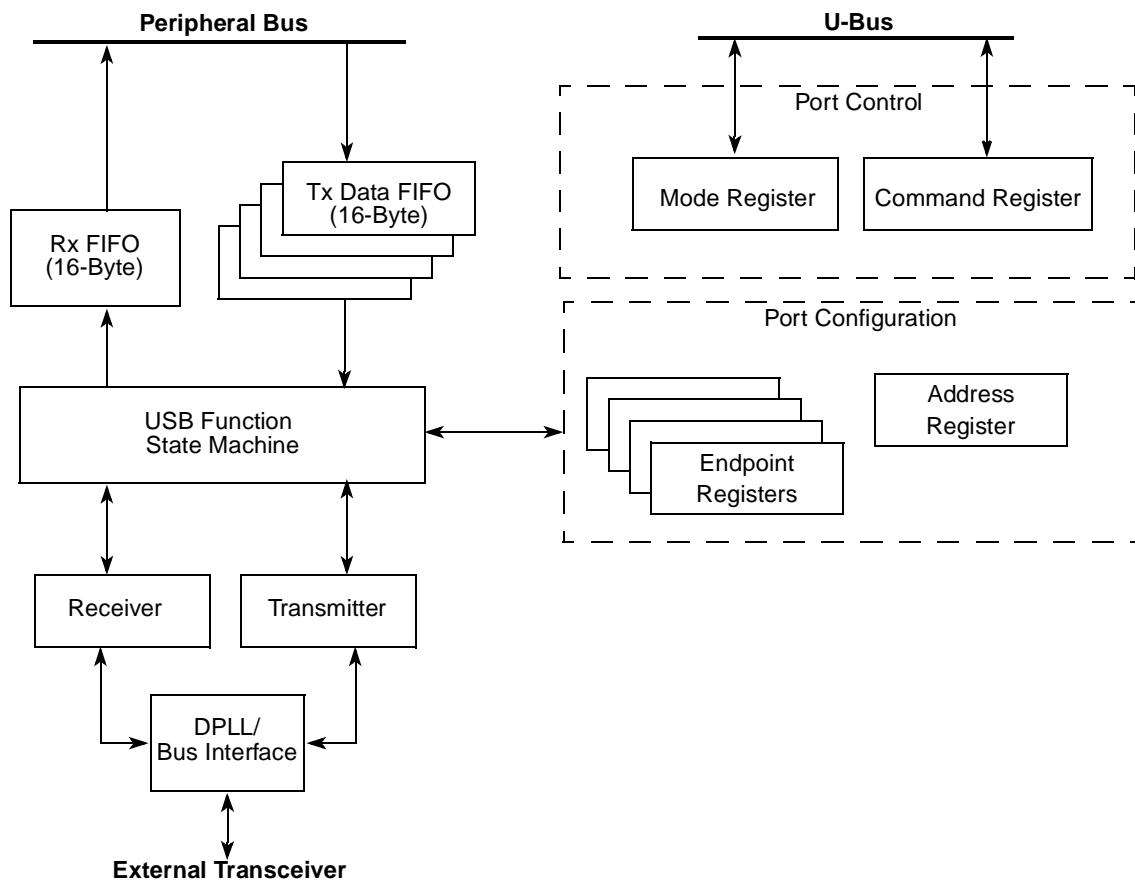 Peripheral Bus
U-Bus
Port Control
Tx Data FIFO
(16-Byte)
Mode Register
Command Register
Rx FIFO
(16-Byte)
Port Configuration
USB Function
State Machine
Address
Register
Endpoint
Registers
Receiver
Transmitter
DPLL/
Bus Interface
External Transceiver